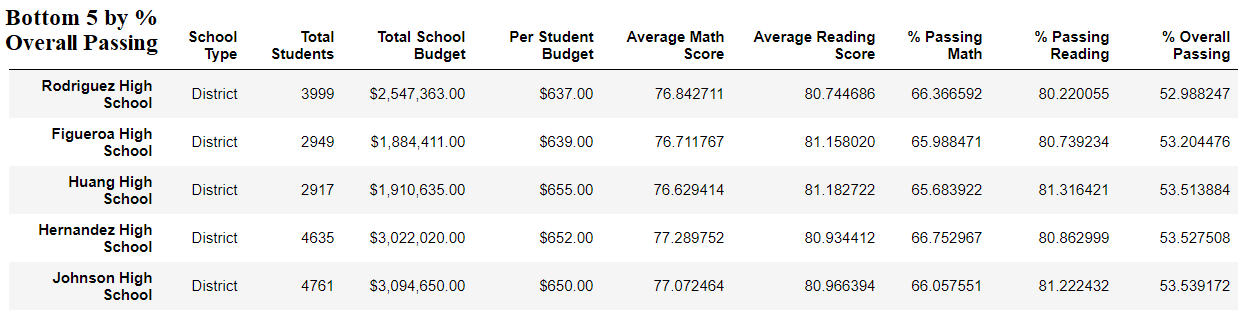 Bottom 5 by %
Overall Passing
School Type Total Students Total School Budget Per Student Budget Average Math Score Average Reading Score % Passing Math % Passing Reading % Overall Passing
Rodriguez High School District 3999 $2,547,363.00 $637.00 76.842711 80.744686 66.366592 80.220055 52.988247
Figueroa High School District 2949 $1,884,411.00 $639.00 76.711767 81.158020 65.988471 80.739234 53.204476
Huang High School District 2917 $1,910,635.00 $655.00 76.629414 81.182722 65.683922 81.316421 53.513884
Hernandez High School District 4635 $3,022,020.00 $652.00 77.289752 80.934412 66.752967 80.862999 53.527508
Johnson High School District 4761 $3,094,650.00 $650.00 77.072464 80.966394 66.057551 81.222432 53.539172